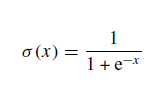 σ(x) = 1 / (1 + e⁻ˣ)